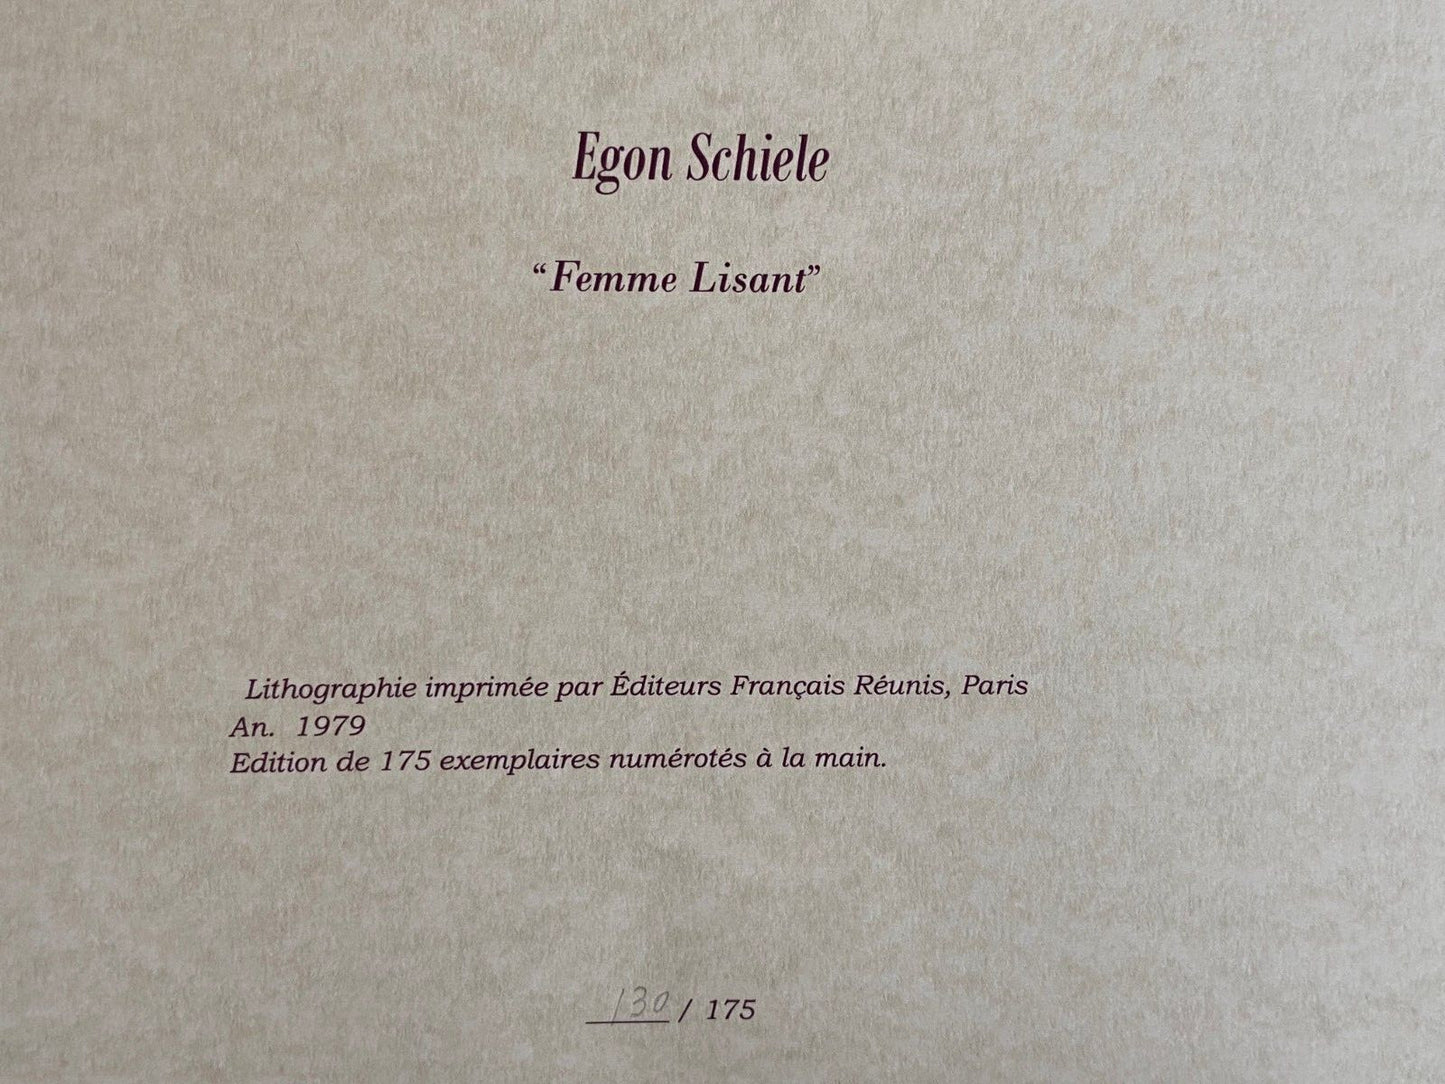 Egon Schiele
“Femme Lisant”
Lithographie imprimée par Éditeurs Français Réunis, Paris
An. 1979
Edition de 175 exemplaires numérotés à la main.
130 / 175